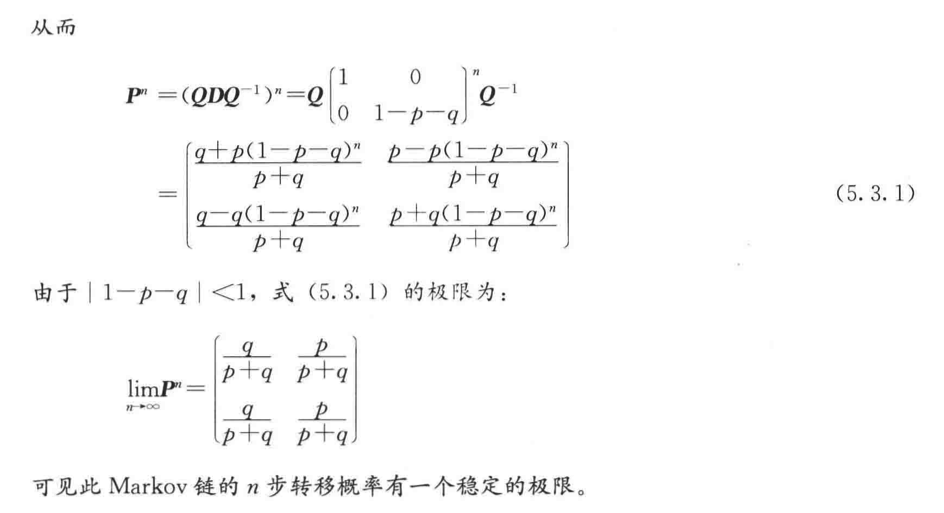 从而
$$\boldsymbol{P}^n = (\boldsymbol{QDQ}^{-1})^n = \boldsymbol{Q} \begin{pmatrix} 1 & 0 \\ 0 & 1-p-q \end{pmatrix}^n \boldsymbol{Q}^{-1}$$
$$= \begin{pmatrix} \frac{q+p(1-p-q)^n}{p+q} & \frac{p-p(1-p-q)^n}{p+q} \\ \frac{q-q(1-p-q)^n}{p+q} & \frac{p+q(1-p-q)^n}{p+q} \end{pmatrix} \quad (5.3.1)$$
由于|1-p-q|<1，式（5.3.1）的极限为：
$$\lim_{n \to \infty} \boldsymbol{P}^n = \begin{pmatrix} \frac{q}{p+q} & \frac{p}{p+q} \\ \frac{q}{p+q} & \frac{p}{p+q} \end{pmatrix}$$
可见此 Markov 链的 n 步转移概率有一个稳定的极限。